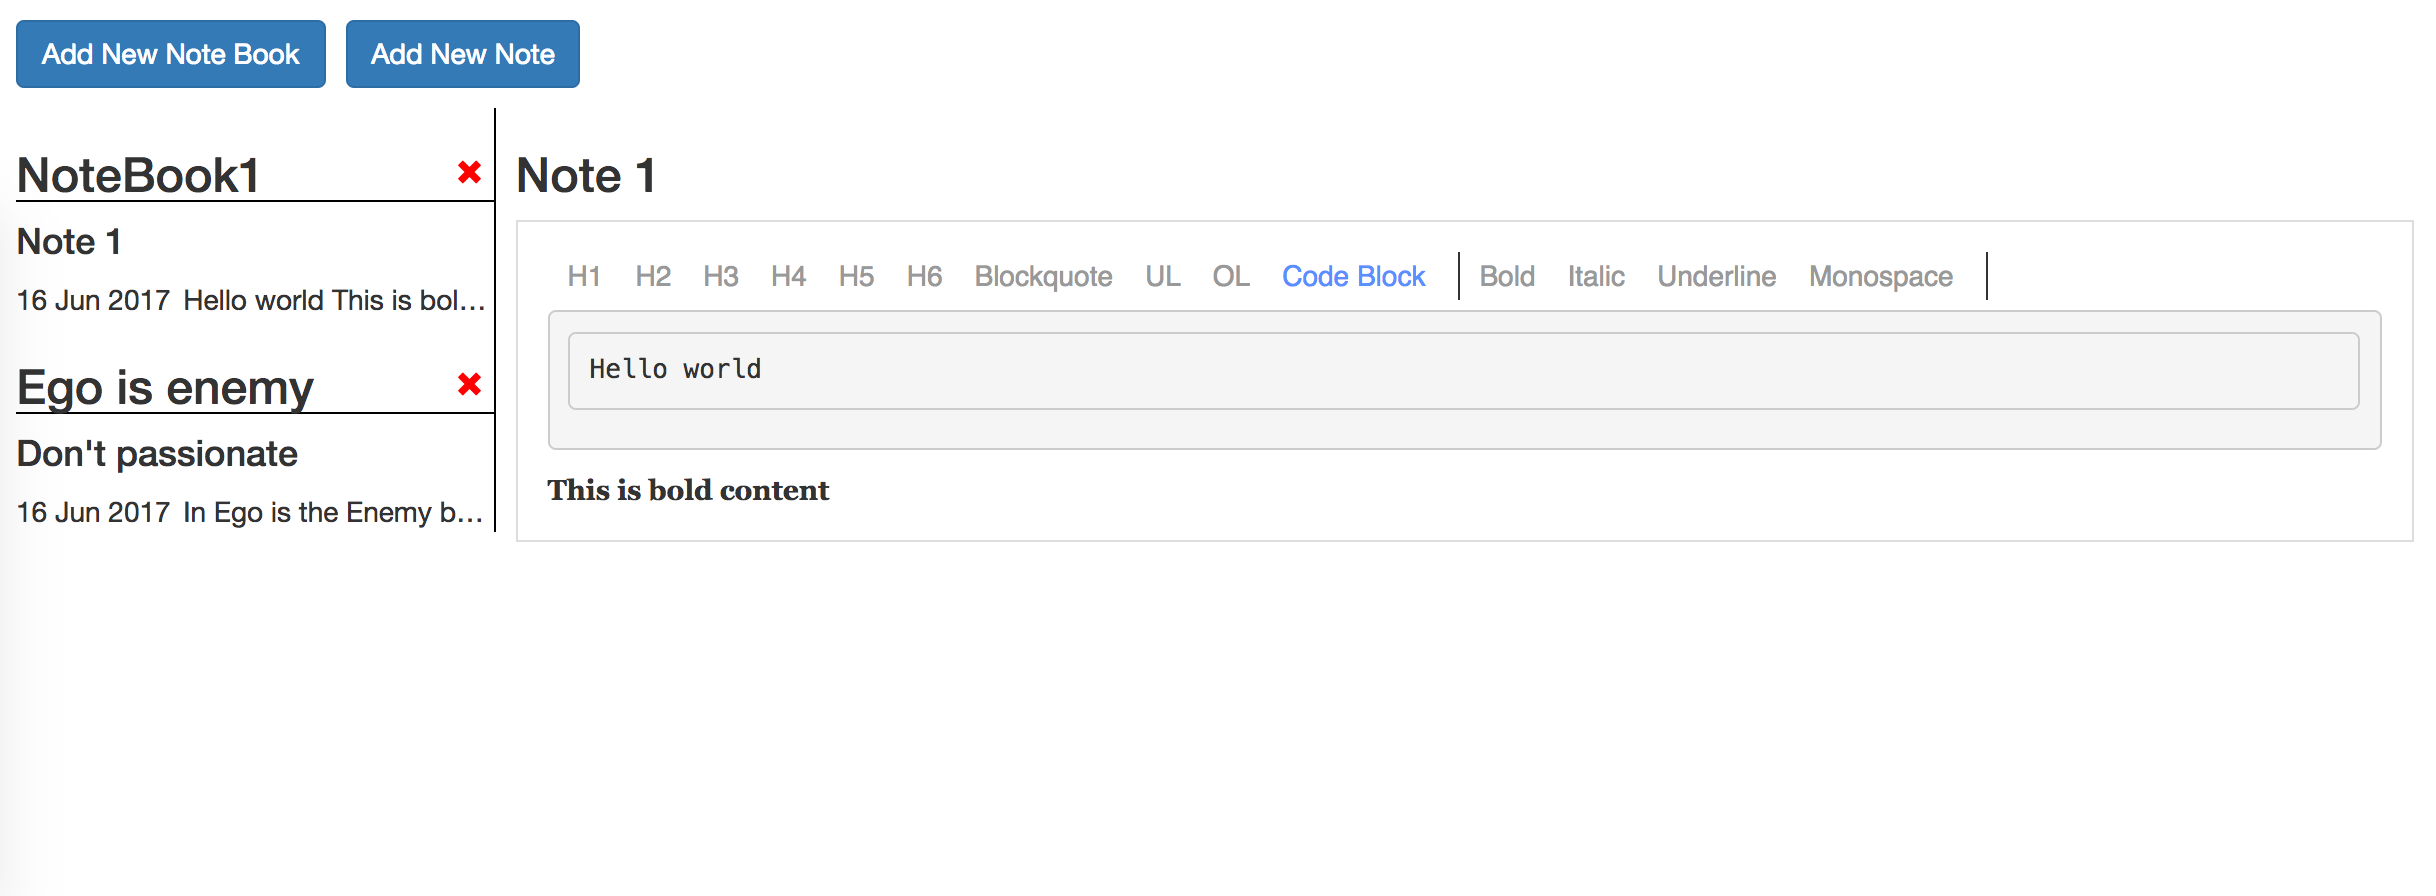 Add New Note Book Add New Note
NoteBook1
Note 1
16 Jun 2017 Hello world This is bol...
Ego is enemy
Don't passionate
16 Jun 2017 In Ego is the Enemy b...
Note 1
H1 H2 H3 H4 H5 H6 Blockquote UL OL Code Block Bold Italic Underline Monospace
Hello world
This is bold content